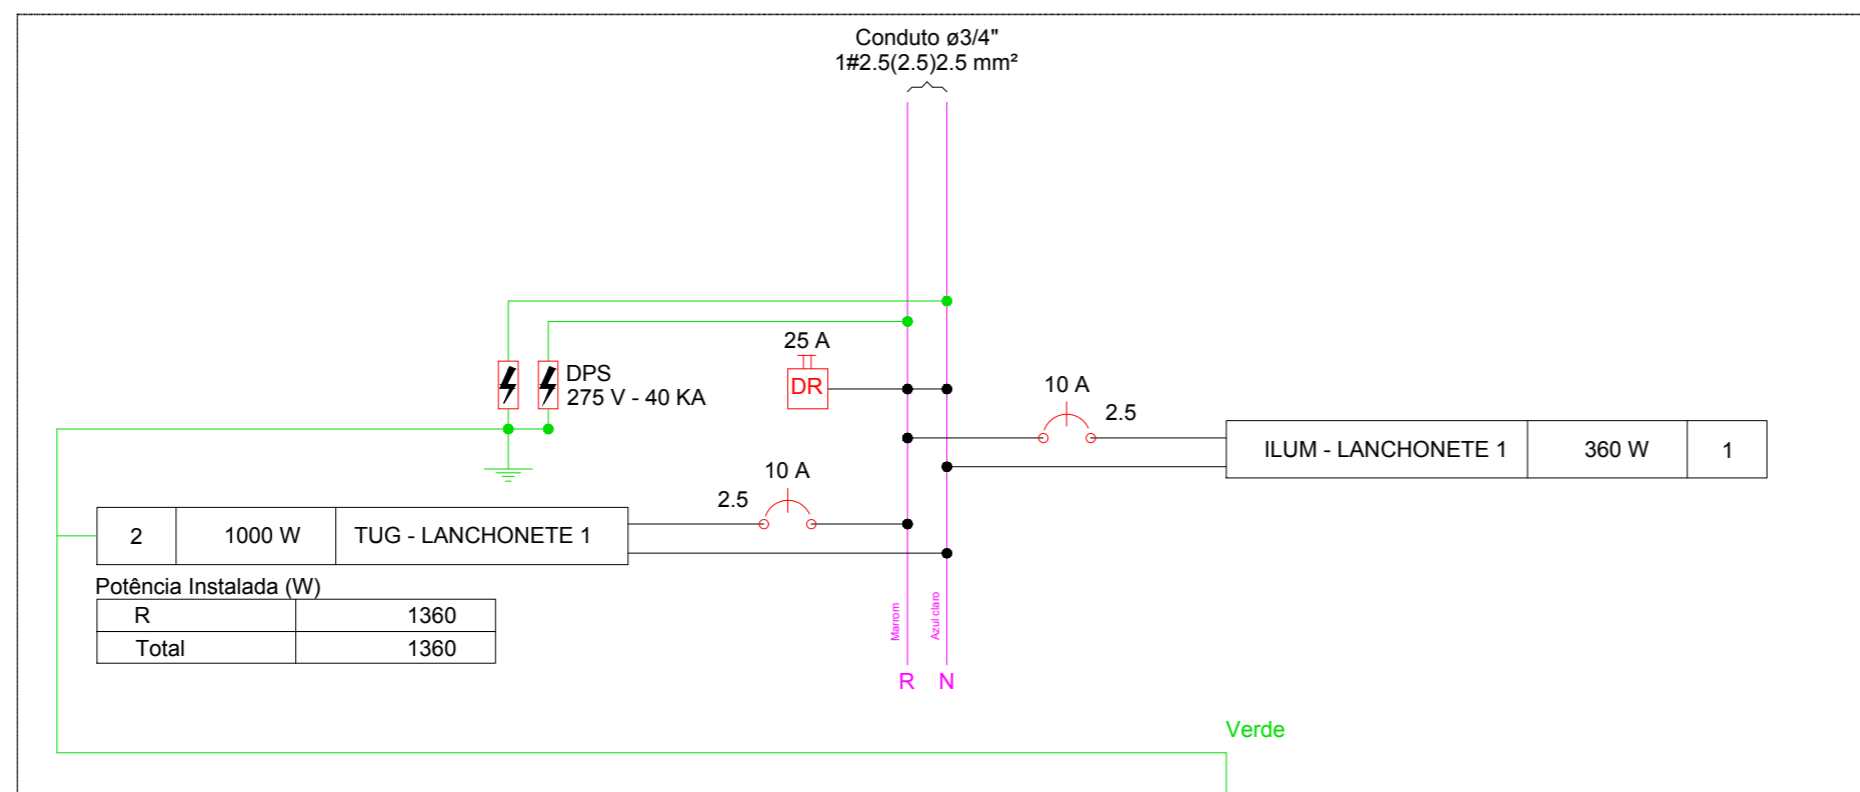 Conduto ø3/4"
1#2.5(2.5)2.5 mm²
25 A
DR
DPS
275 V - 40 KA
10 A
2.5
ILUM - LANCHONETE 1 360 W 1
10 A
2.5
2 1000 W TUG - LANCHONETE 1
Potência Instalada (W)
R 1360
Total 1360
Marrom
Azul claro
R N
Verde